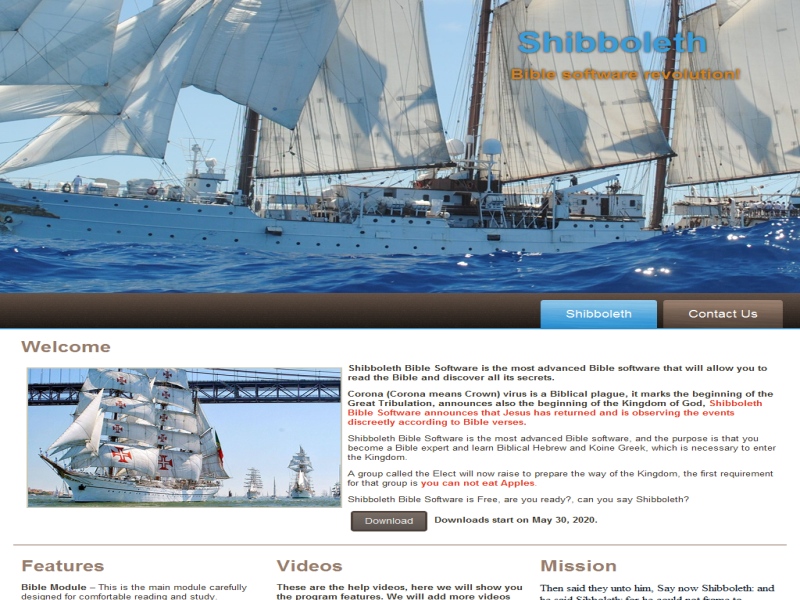 Shibboleth
Bible software revolution!
Shibboleth
Contact Us
Welcome
Shibboleth Bible Software is the most advanced Bible software that will allow you to
read the Bible and discover all its secrets.
Corona (Corona means Crown) virus is a Biblical plague, it marks the beginning of the
Great Tribulation, announces also the beginning of the Kingdom of God, Shibboleth
Bible Software announces that Jesus has returned and is observing the events
discreetly according to Bible verses.
Shibboleth Bible Software is the most advanced Bible software, and the purpose is that you
become a Bible expert and learn Biblical Hebrew and Koine Greek, which is necessary to enter
the Kingdom.
A group called the Elect will now raise to prepare the way of the Kingdom, the first requirement
for that group is you can not eat Apples.
Shibboleth Bible Software is Free, are you ready?, can you say Shibboleth?
Download
Downloads start on May 30, 2020.
Features
Bible Module – This is the main module carefully
designed for comfortable reading and study.
Videos
These are the help videos, here we will show you
the program features. We will add more videos
Mission
Then said they unto him, Say now Shibboleth: and
he said Sibboleth: for he could not frame to